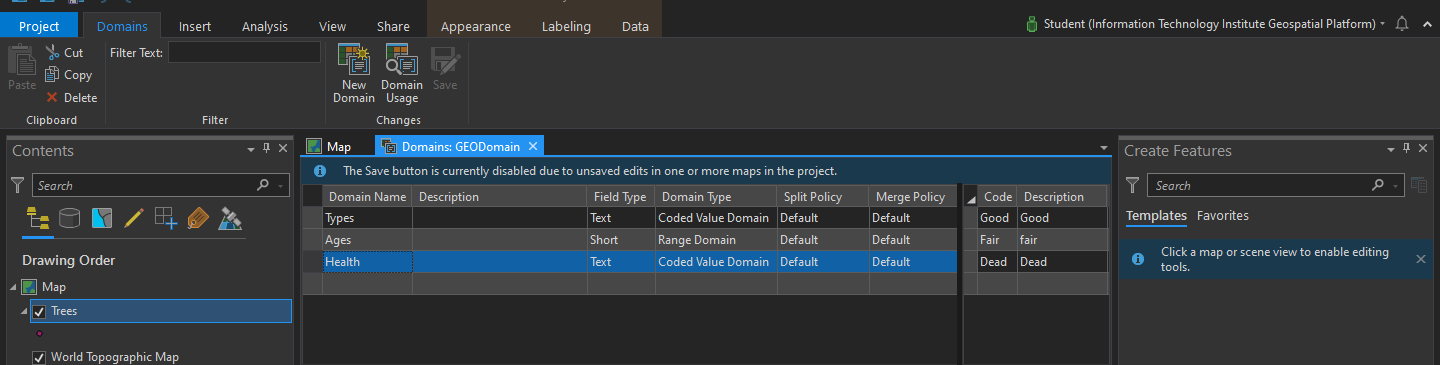 Project Domains Insert Analysis View Share Appearance Labeling Data Student (Information Technology Institute Geospatial Platform)
Paste
Cut
Copy
Delete
Clipboard
Filter Text:
Filter
New Domain
Domain Usage
Save
Changes
Contents
Search
Drawing Order
Map
Trees
World Topographic Map
Map Domains: GEODomain
The Save button is currently disabled due to unsaved edits in one or more maps in the project.
Domain Name Description Field Type Domain Type Split Policy Merge Policy
Types Text Coded Value Domain Default Default
Ages Short Range Domain Default Default
Health Text Coded Value Domain Default Default
Code Description
Good Good
Fair fair
Dead Dead
Create Features
Search
Templates Favorites
Click a map or scene view to enable editing
tools.